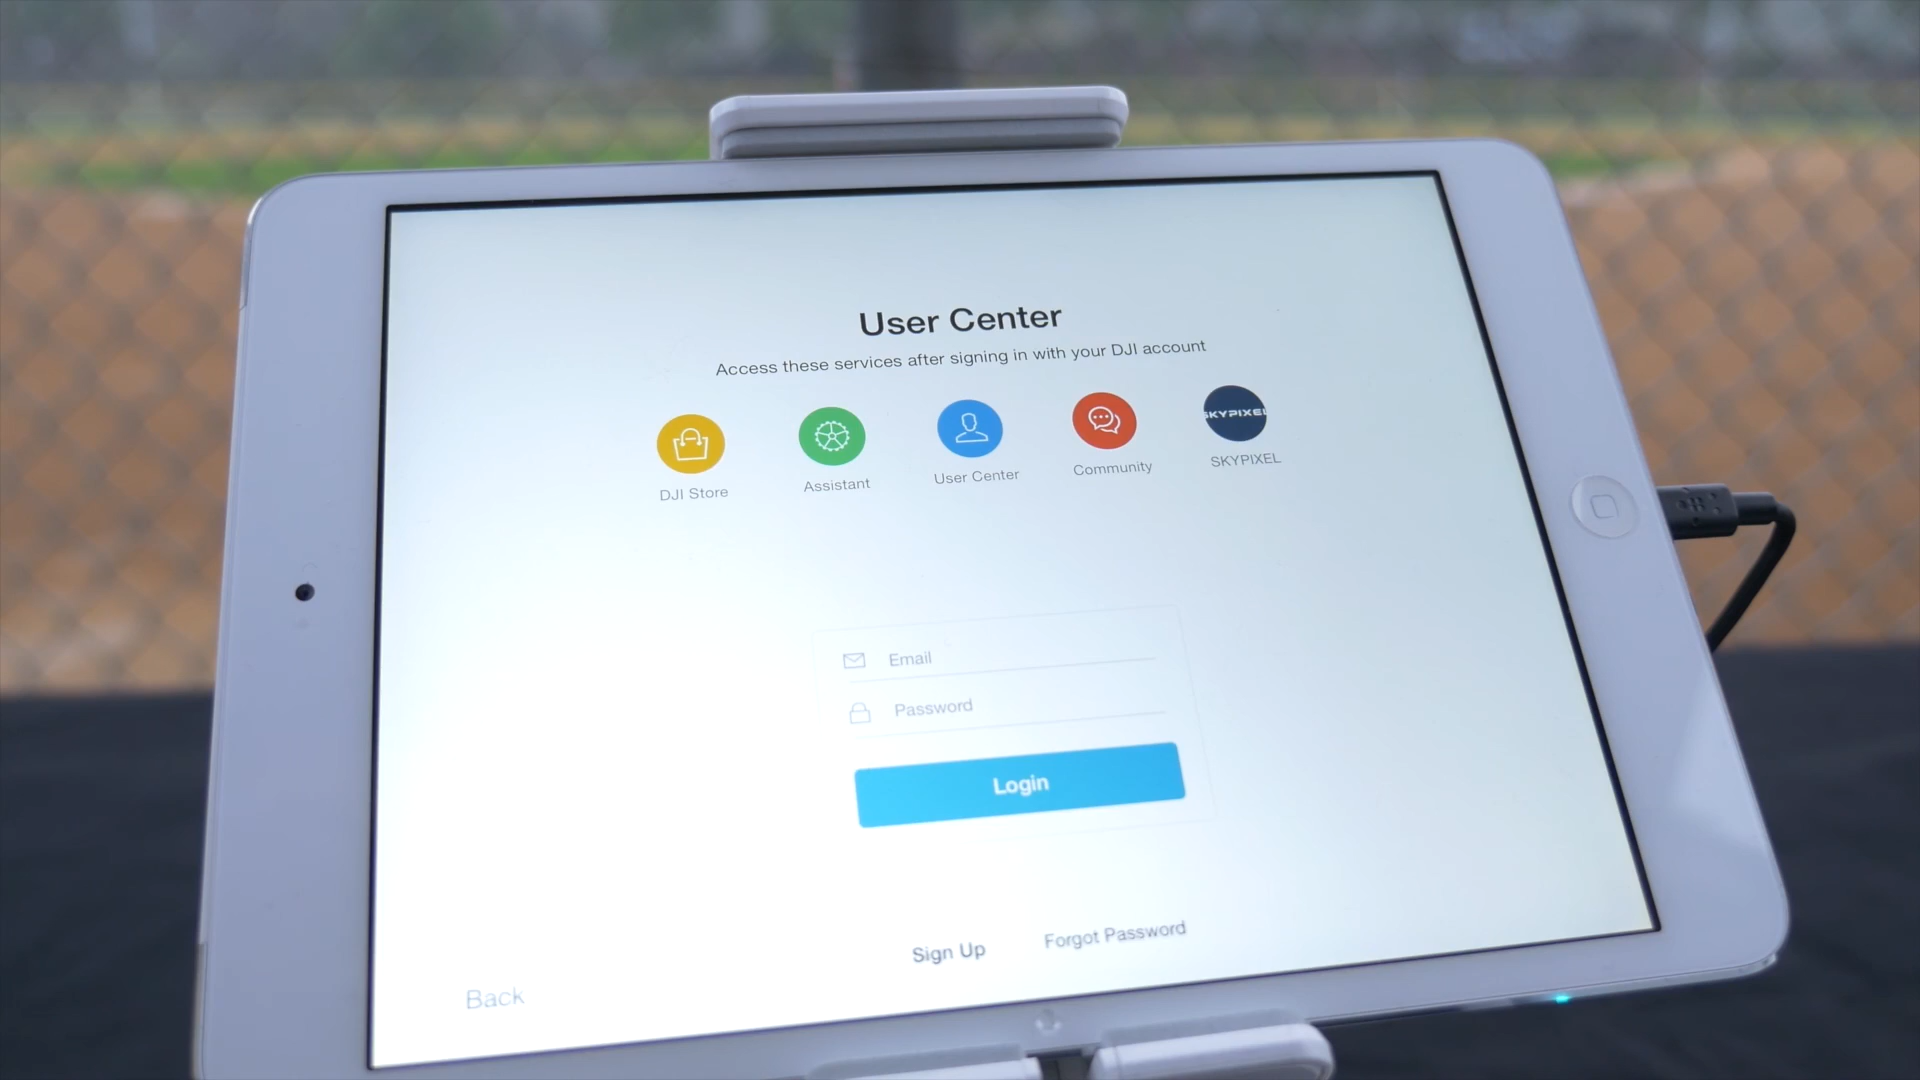 User Center
Access these services after signing in with your DJI account
SKYPIXEL
DJI Store
Assistant
User Center
Community
SKYPIXEL
Email
Password
Login
Sign Up
Forgot Password
Back